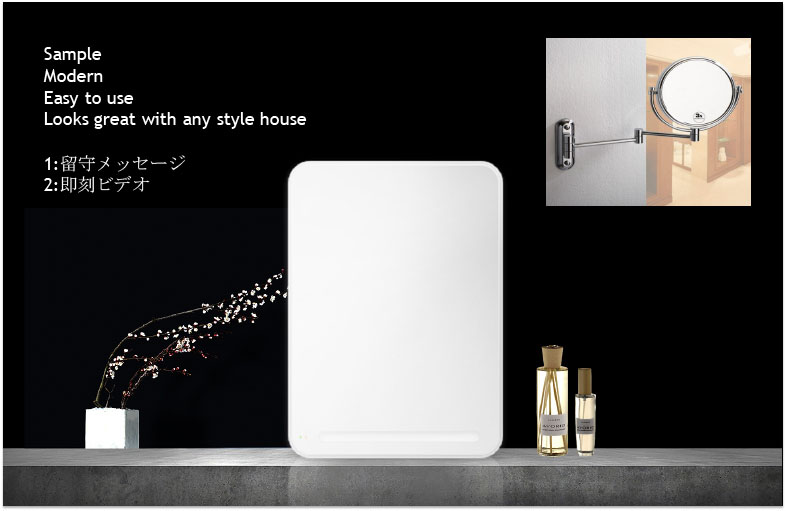 Sample
Modern
Easy to use
Looks great with any style house
1:留守メッセージ
2:即刻ビデオ
3x